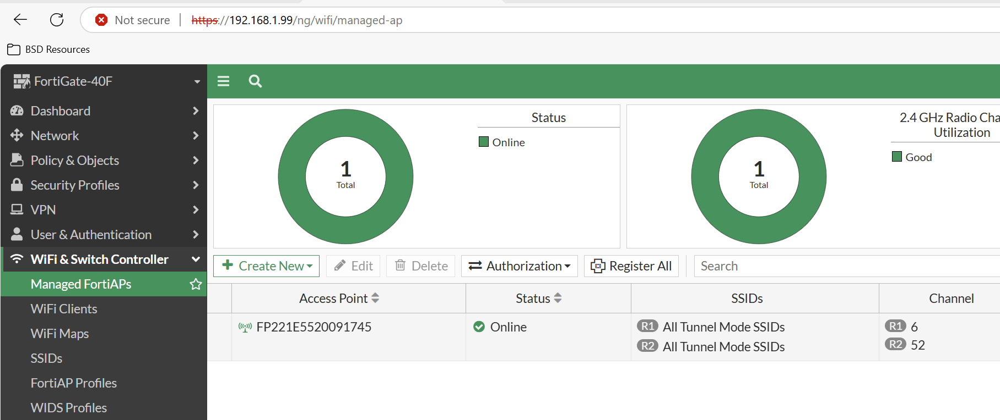 Not secure https://192.168.1.99/ng/wifi/managed-ap
BSD Resources
FortiGate-40F
Dashboard
Network
Policy & Objects
Security Profiles
VPN
User & Authentication
WiFi & Switch Controller
Managed FortiAPs
WiFi Clients
WiFi Maps
SSIDs
FortiAP Profiles
WIDS Profiles
1
Total
Status
Online
1
Total
2.4 GHz Radio Cha
Utilization
Good
Create New Edit Delete Authorization Register All Search
Access Point Status SSIDs Channel
FP221E5520091745 Online R1 All Tunnel Mode SSIDs R1 6
R2 All Tunnel Mode SSIDs R2 52